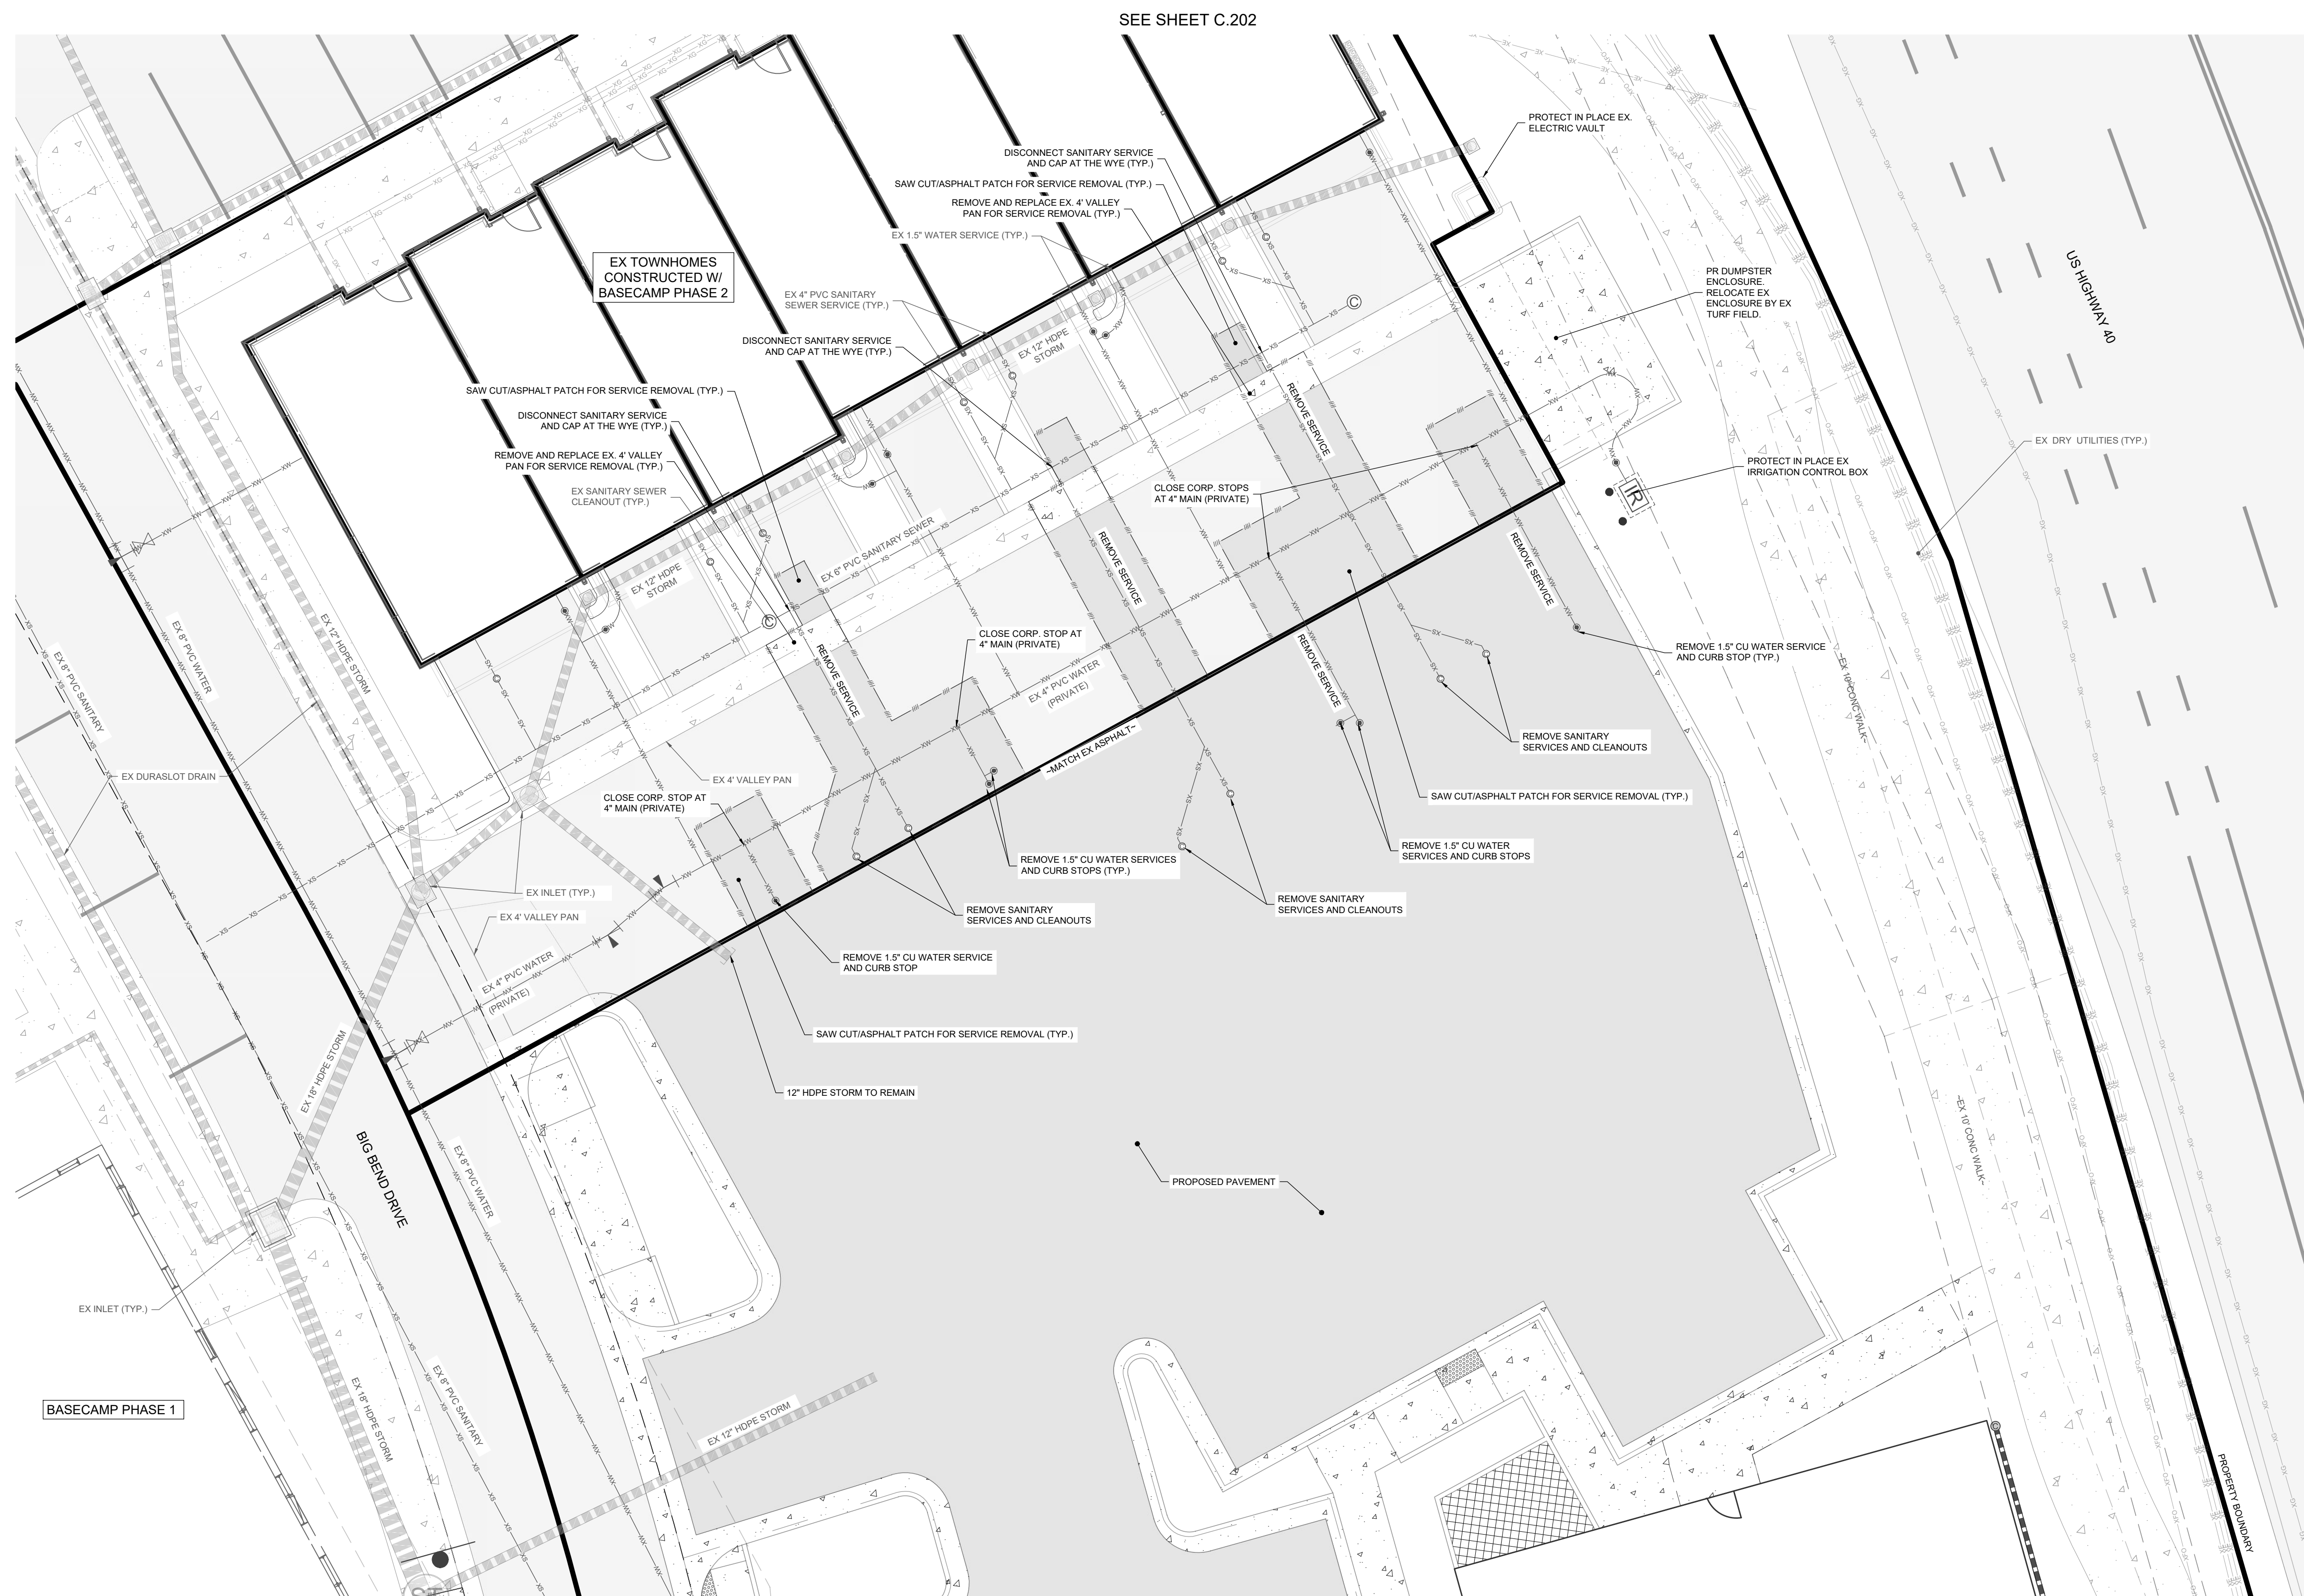 SEE SHEET C.202
PROTECT IN PLACE EX.
ELECTRIC VAULT
DISCONNECT SANITARY SERVICE
AND CAP AT THE WYE (TYP.)
SAW CUT/ASPHALT PATCH FOR SERVICE REMOVAL (TYP.)
REMOVE AND REPLACE EX. 4' VALLEY
PAN FOR SERVICE REMOVAL (TYP.)
EX 1.5" WATER SERVICE (TYP.)
EX TOWNHOMES
CONSTRUCTED W/
BASECAMP PHASE 2
EX 4" PVC SANITARY
SEWER SERVICE (TYP.)
DISCONNECT SANITARY SERVICE
AND CAP AT THE WYE (TYP.)
EX 12" HDPE
STORM
PR DUMPSTER
ENCLOSURE.
RELOCATE EX
ENCLOSURE BY EX
TURF FIELD.
US HIGHWAY 40
SAW CUT/ASPHALT PATCH FOR SERVICE REMOVAL (TYP.)
DISCONNECT SANITARY SERVICE
AND CAP AT THE WYE (TYP.)
REMOVE AND REPLACE EX. 4' VALLEY
PAN FOR SERVICE REMOVAL (TYP.)
EX SANITARY SEWER
CLEANOUT (TYP.)
REMOVE SERVICE
EX DRY UTILITIES (TYP.)
PROTECT IN PLACE EX
IRRIGATION CONTROL BOX
IR
CLOSE CORP. STOPS
AT 4" MAIN (PRIVATE)
EX 6" PVC SANITARY SEWER
EX 12" HDPE
STORM
REMOVE SERVICE
REMOVE SERVICE
EX 8" PVC SANITARY
EX 8" PVC WATER
EX 12" HDPE STORM
REMOVE SERVICE
CLOSE CORP. STOP AT
4" MAIN (PRIVATE)
EX 4" PVC WATER
(PRIVATE)
REMOVE SERVICE
REMOVE 1.5" CU WATER SERVICE
AND CURB STOP (TYP.)
~EX 10' CONC WALK~
~MATCH EX ASPHALT~
REMOVE SANITARY
SERVICES AND CLEANOUTS
EX DURASLOT DRAIN
EX 4' VALLEY PAN
CLOSE CORP. STOP AT
4" MAIN (PRIVATE)
SAW CUT/ASPHALT PATCH FOR SERVICE REMOVAL (TYP.)
REMOVE 1.5" CU WATER
SERVICES AND CURB STOPS
REMOVE 1.5" CU WATER SERVICES
AND CURB STOPS (TYP.)
EX INLET (TYP.)
REMOVE SANITARY
SERVICES AND CLEANOUTS
REMOVE SANITARY
SERVICES AND CLEANOUTS
EX 4' VALLEY PAN
REMOVE 1.5" CU WATER SERVICE
AND CURB STOP
EX 4" PVC WATER
(PRIVATE)
SAW CUT/ASPHALT PATCH FOR SERVICE REMOVAL (TYP.)
EX 18" HDPE STORM
12" HDPE STORM TO REMAIN
~EX 10' CONC WALK~
BIG BEND DRIVE
EX 8" PVC WATER
PROPOSED PAVEMENT
EX INLET (TYP.)
BASECAMP PHASE 1
EX 18" HDPE STORM
EX 8" PVC SANITARY
EX 12" HDPE STORM
PROPERTY BOUNDARY